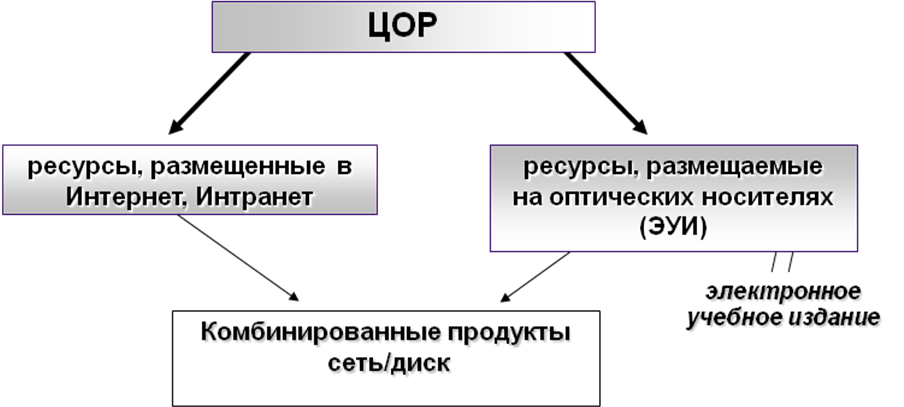 ЦОР
ресурсы, размещенные в
Интернет, Интранет
ресурсы, размещаемые
на оптических носителях
(ЭУИ)
электронное
учебное издание
Комбинированные продукты
сеть/диск